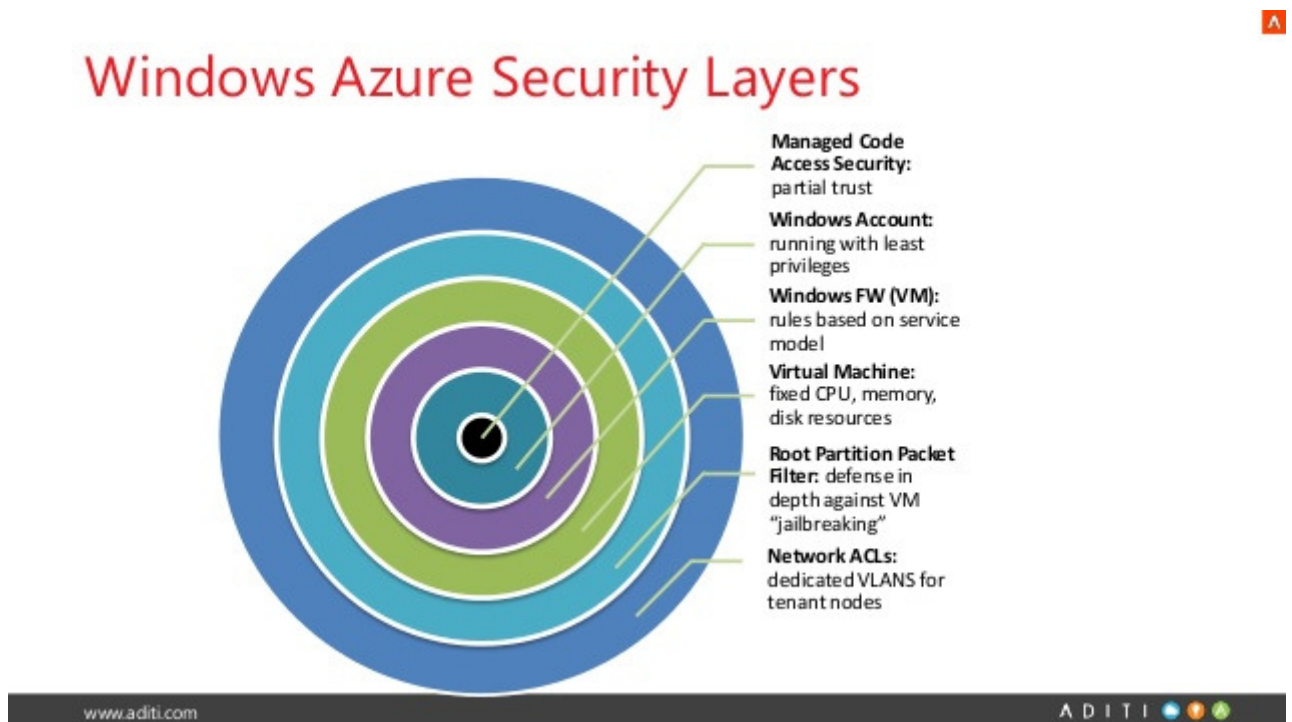 Windows Azure Security Layers
Managed Code
Access Security:
partial trust
Windows Account:
running with least
privileges
Windows FW (VM):
rules based on service
model
Virtual Machine:
fixed CPU, memory,
disk resources
Root Partition Packet
Filter: defense in
depth against VM
“jailbreaking”
Network ACLs:
dedicated VLANS for
tenant nodes
www.aditi.com
ADITI